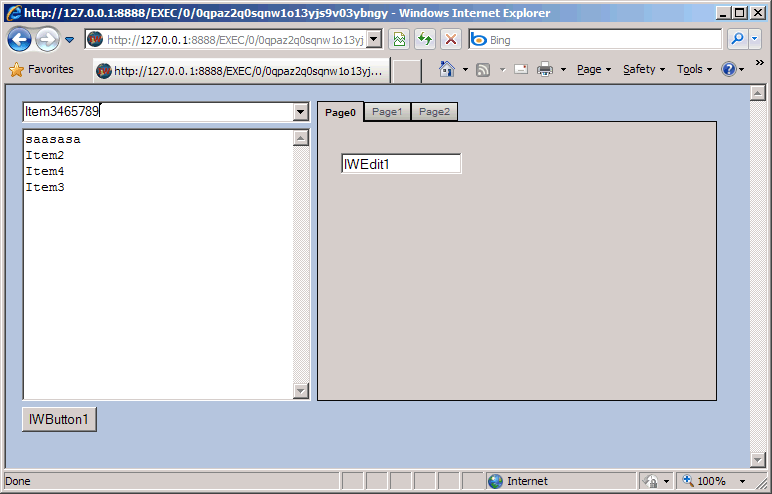 http://127.0.0.1:8888/EXEC/0/0qpaz2q0sqnw1o13yjs9v03ybngy - Windows Internet Explorer
http://127.0.0.1:8888/EXEC/0/0qpaz2q0sqnw1o13yj
Bing
Favorites
http://127.0.0.1:8888/EXEC/0/0qpaz2q0sqnw1o13yj...
Page
Safety
Tools
Item3465789
Page0
Page1
Page2
saasasa
Item2
Item4
Item3
IWEdit1
IWButton1
Done
Internet
100%